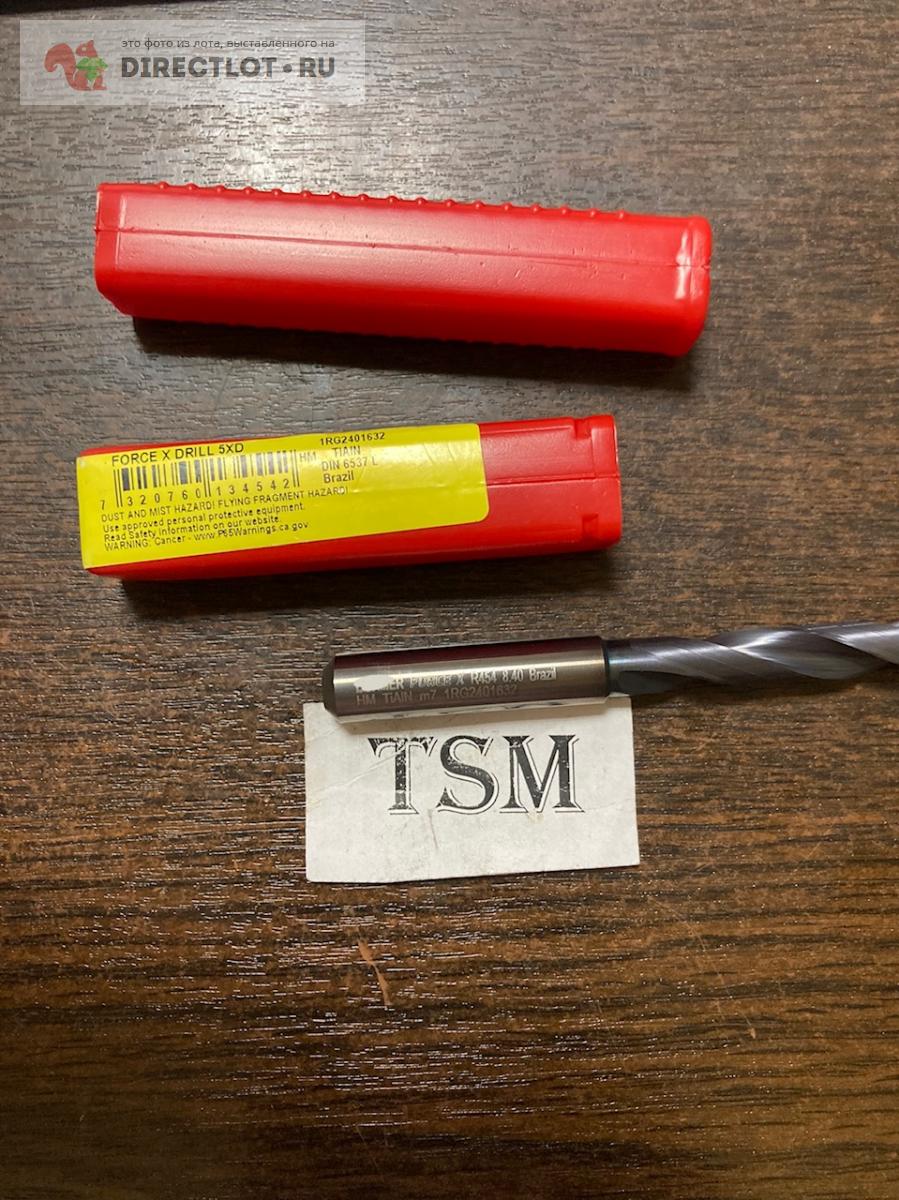 это фото из лота, выставленного на
DIRECTLOT.RU
FORCE X DRILL 5XD
1RG2401632
HM TiAlN
DIN 6537 L
Brazil
7 320760 134542
DUST AND MIST HAZARD! FLYING FRAGMENT HAZARD!
Use approved personal protective equipment.
Read Safety Information on our website.
WARNING: Cancer - www.P65Warnings.ca.gov
X R454 8.40 Brazil
HM TiAlN m7 1RG2401632
TSM